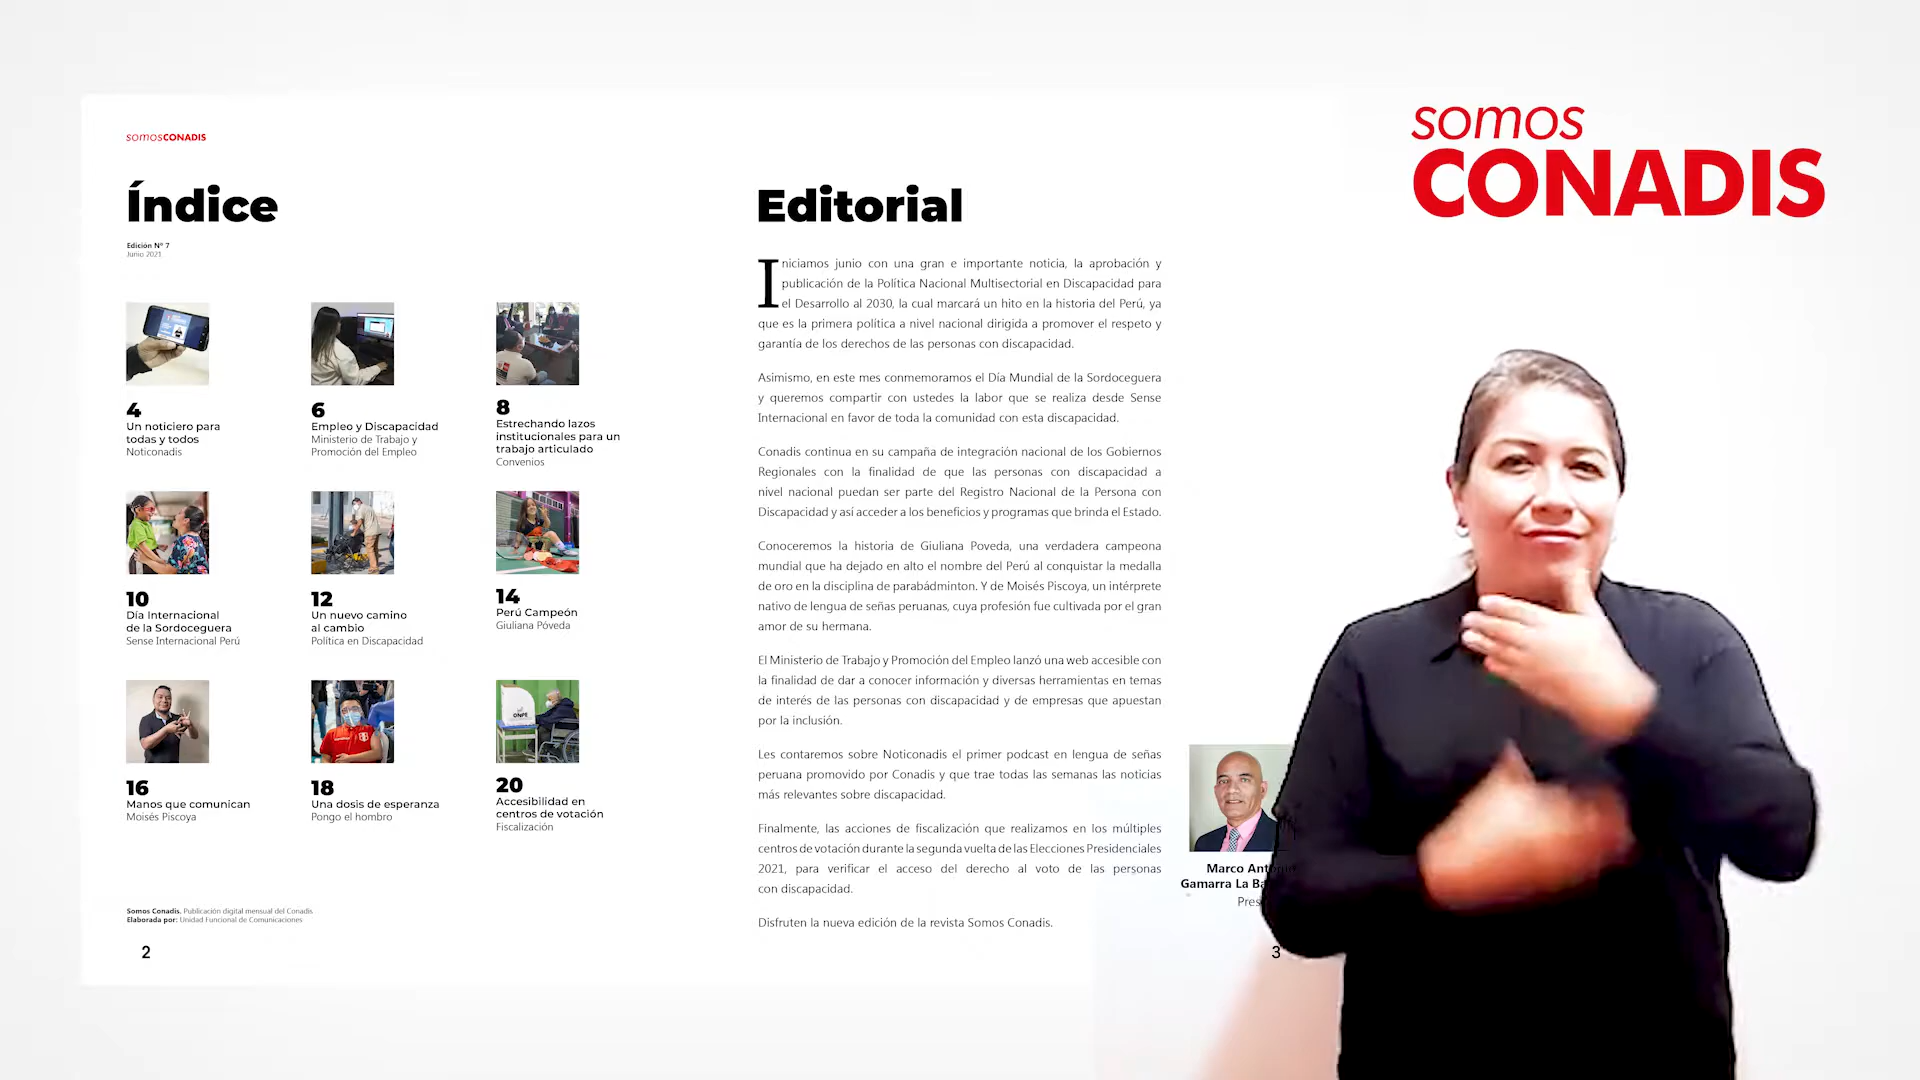 somosCONADIS
Índice
Edición Nº 7
Junio 2021
4
Un noticiero para
todas y todos
Noticonadis
6
Empleo y Discapacidad
Ministerio de Trabajo y
Promoción del Empleo
8
Estrechando lazos
institucionales para un
trabajo articulado
Convenios
10
Día Internacional
de la Sordoceguera
Sense Internacional Perú
12
Un nuevo camino
al cambio
Política en Discapacidad
14
Perú Campeón
Giuliana Póveda
16
Manos que comunican
Moisés Piscoya
18
Una dosis de esperanza
Pongo el hombro
ONPE
20
Accesibilidad en
centros de votación
Fiscalización
Somos Conadis. Publicación digital mensual del Conadis
Elaborada por: Unidad Funcional de Comunicaciones
2
Editorial
Iniciamos junio con una gran e importante noticia, la aprobación y
publicación de la Política Nacional Multisectorial en Discapacidad para
el Desarrollo al 2030, la cual marcará un hito en la historia del Perú, ya
que es la primera política a nivel nacional dirigida a promover el respeto y
garantía de los derechos de las personas con discapacidad.
Asimismo, en este mes conmemoramos el Día Mundial de la Sordoceguera
y queremos compartir con ustedes la labor que se realiza desde Sense
Internacional en favor de toda la comunidad con esta discapacidad.
Conadis continua en su campaña de integración nacional de los Gobiernos
Regionales con la finalidad de que las personas con discapacidad a
nivel nacional puedan ser parte del Registro Nacional de la Persona con
Discapacidad y así acceder a los beneficios y programas que brinda el Estado.
Conoceremos la historia de Giuliana Poveda, una verdadera campeona
mundial que ha dejado en alto el nombre del Perú al conquistar la medalla
de oro en la disciplina de parabádminton. Y de Moisés Piscoya, un intérprete
nativo de lengua de señas peruanas, cuya profesión fue cultivada por el gran
amor de su hermana.
El Ministerio de Trabajo y Promoción del Empleo lanzó una web accesible con
la finalidad de dar a conocer información y diversas herramientas en temas
de interés de las personas con discapacidad y de empresas que apuestan
por la inclusión.
Les contaremos sobre Noticonadis el primer podcast en lengua de señas
peruana promovido por Conadis y que trae todas las semanas las noticias
más relevantes sobre discapacidad.
Finalmente, las acciones de fiscalización que realizamos en los múltiples
centros de votación durante la segunda vuelta de las Elecciones Presidenciales
2021, para verificar el acceso del derecho al voto de las personas
con discapacidad.
Disfruten la nueva edición de la revista Somos Conadis.
Marco
Gamarra La
3
somos
CONADIS